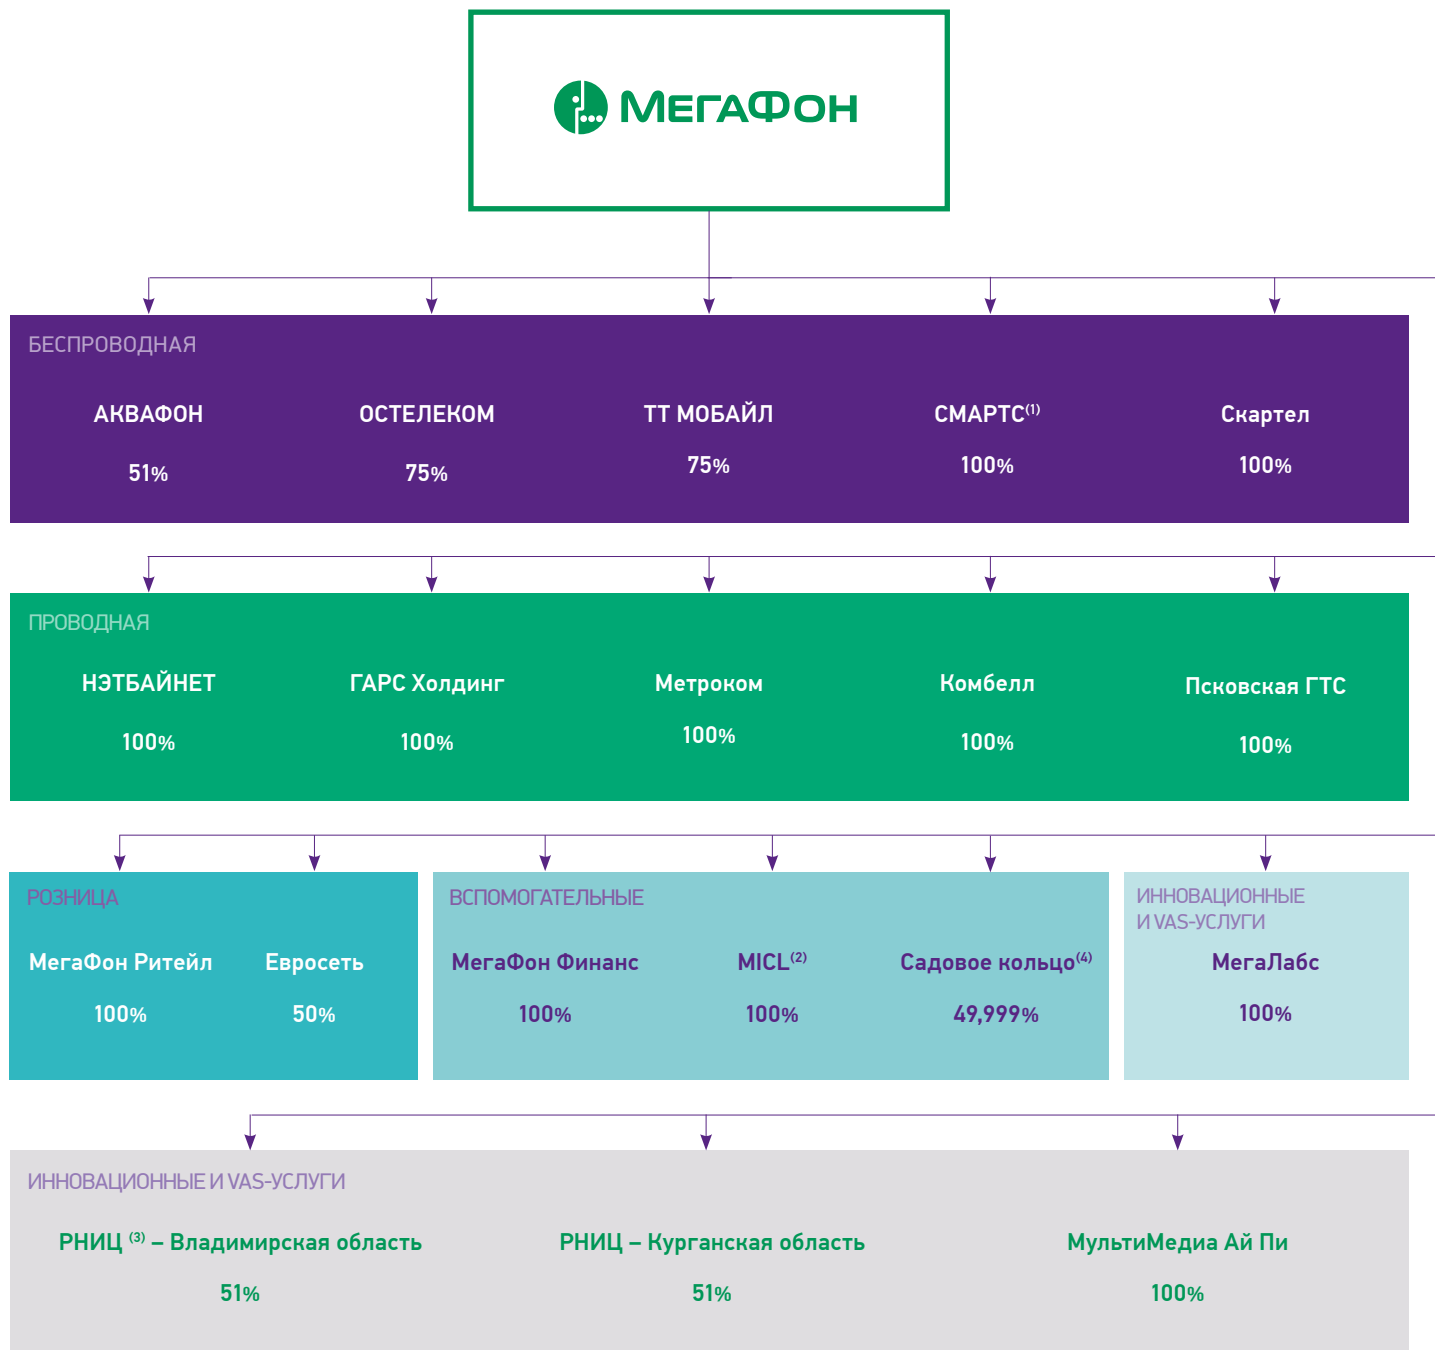 МЕГАФОН
БЕСПРОВОДНАЯ
АКВАФОН
51%
ОСТЕЛЕКОМ
75%
ТТ МОБАЙЛ
75%
СМАРТС(1)
100%
Скартел
100%
ПРОВОДНАЯ
НЭТБАЙНЕТ
100%
ГАРС Холдинг
100%
Метроком
100%
Комбелл
100%
Псковская ГТС
100%
РОЗНИЦА
МегаФон Ритейл
100%
Евросеть
50%
ВСПОМОГАТЕЛЬНЫЕ
МегаФон Финанс
100%
MICL(2)
100%
Садовое кольцо(4)
49,999%
ИННОВАЦИОННЫЕ
И VAS-УСЛУГИ
МегаЛабс
100%
ИННОВАЦИОННЫЕ И VAS-УСЛУГИ
РНИЦ (3) – Владимирская область
51%
РНИЦ – Курганская область
51%
МультиМедиа Ай Пи
100%